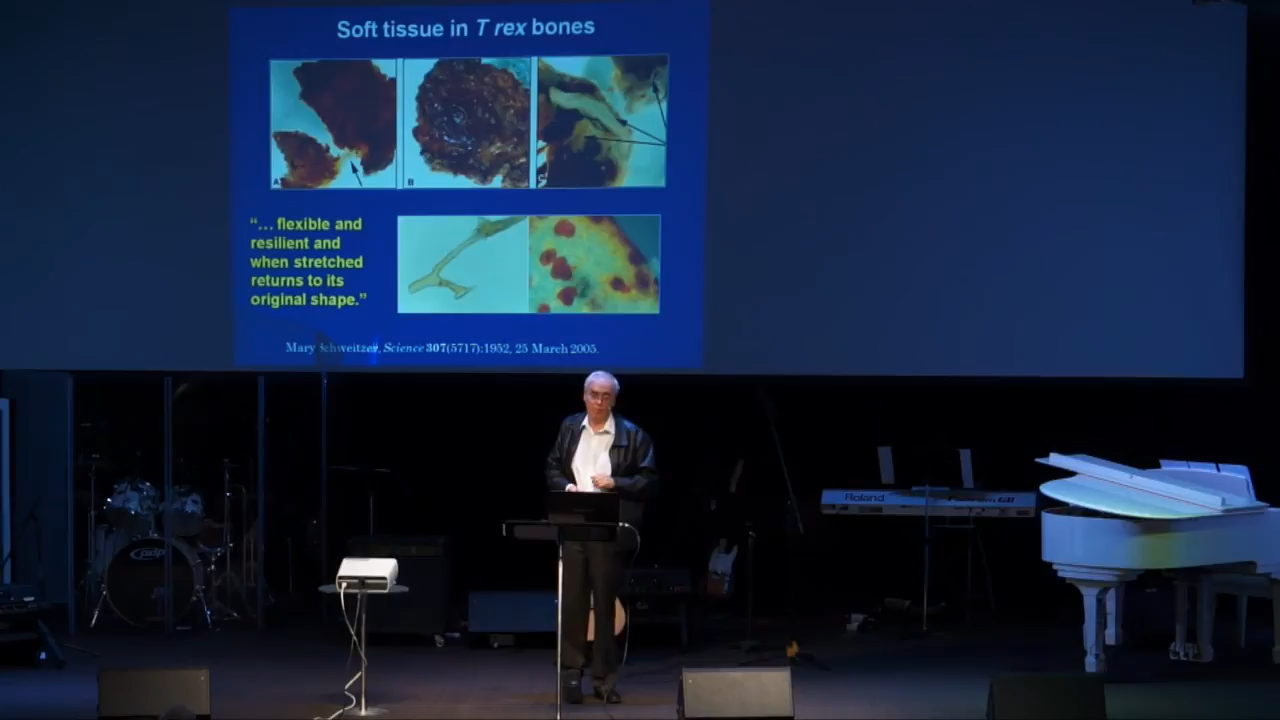 Soft tissue in T rex bones
A
B
C
“... flexible and
resilient and
when stretched
returns to its
original shape.”
Mary Schweitzer, Science 307(5717):1952, 25 March 2005.
Roland
pdp